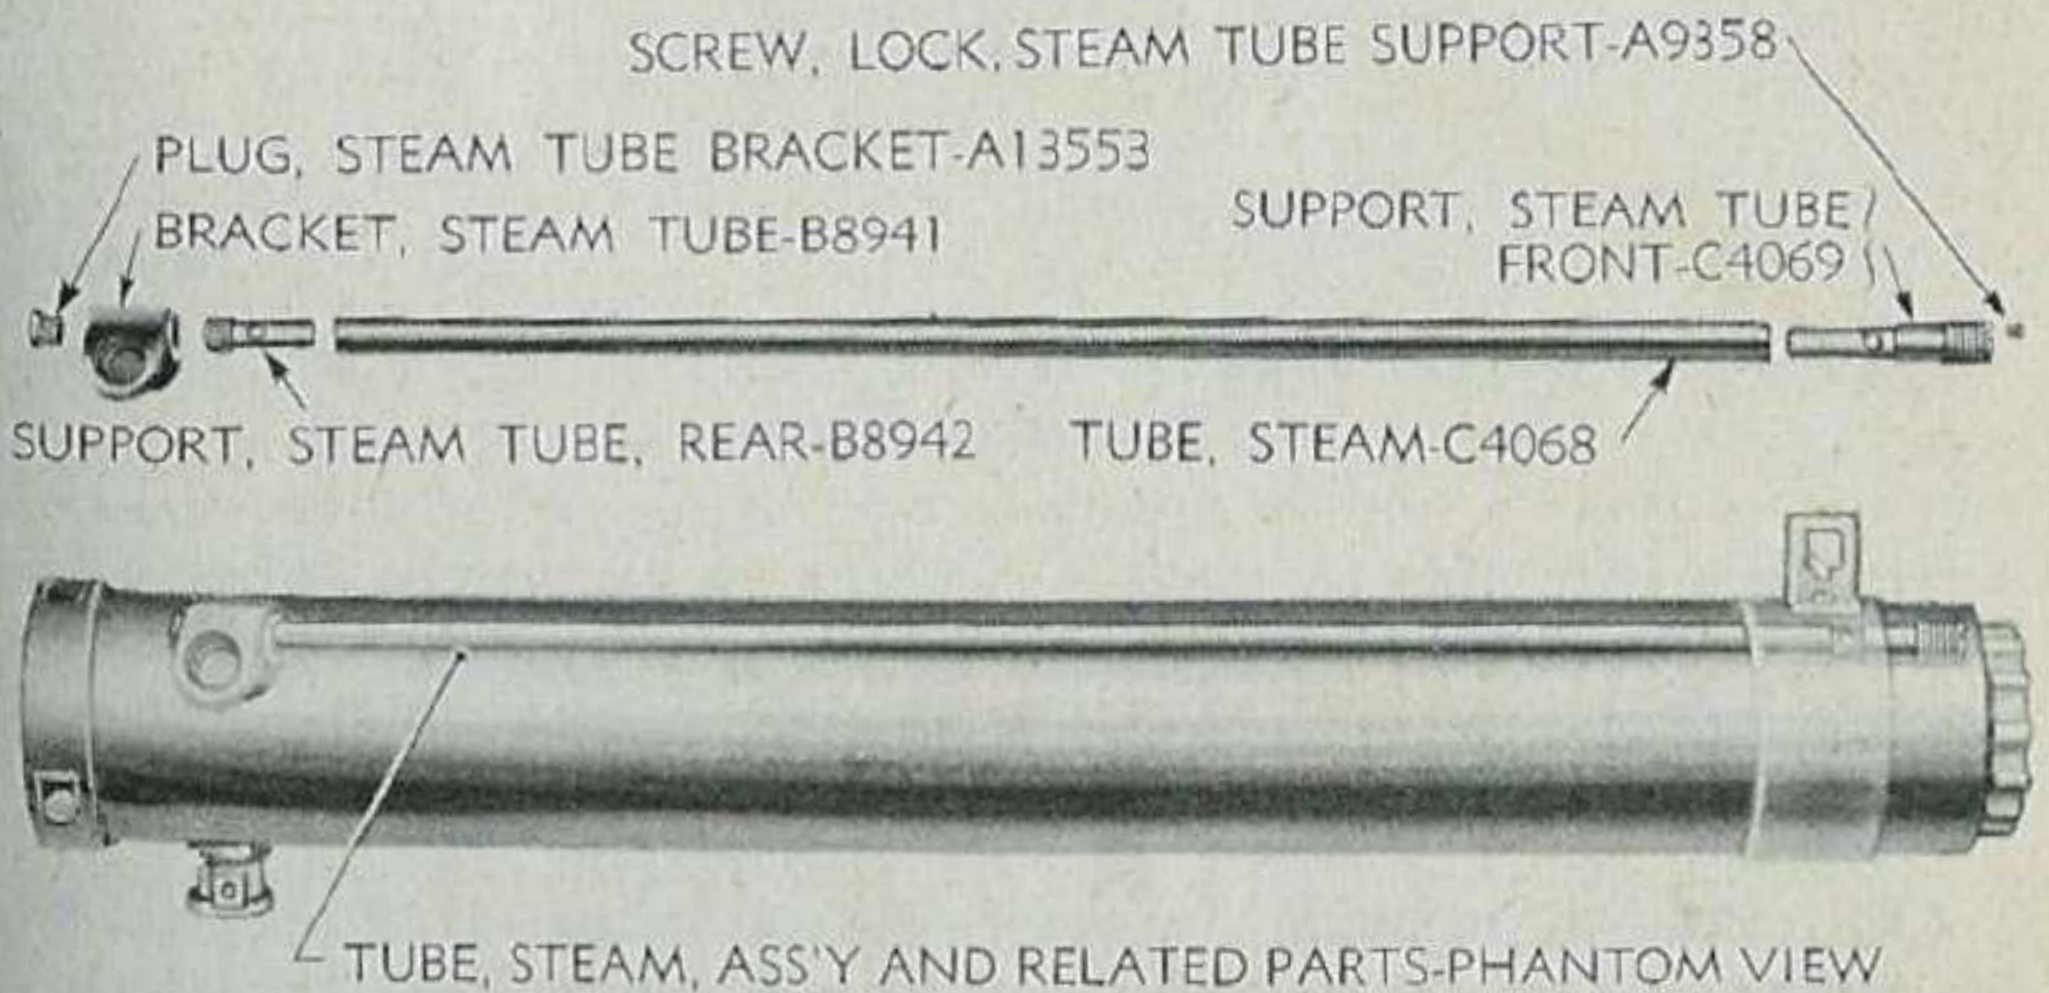 SCREW, LOCK, STEAM TUBE SUPPORT-A9358
PLUG, STEAM TUBE BRACKET-A13553
BRACKET, STEAM TUBE-B8941
SUPPORT, STEAM TUBE
FRONT-C4069
SUPPORT, STEAM TUBE, REAR-B8942
TUBE, STEAM-C4068
TUBE, STEAM, ASS'Y AND RELATED PARTS-PHANTOM VIEW